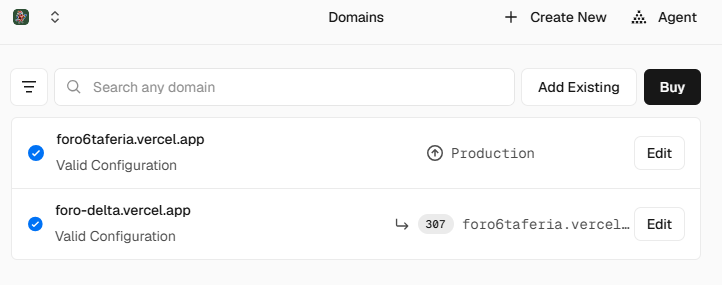 Domains
Create New
Agent
Search any domain
Add Existing
Buy
foro6taferia.vercel.app
Valid Configuration
Production
Edit
foro-delta.vercel.app
Valid Configuration
307
foro6taferia.vercel…
Edit